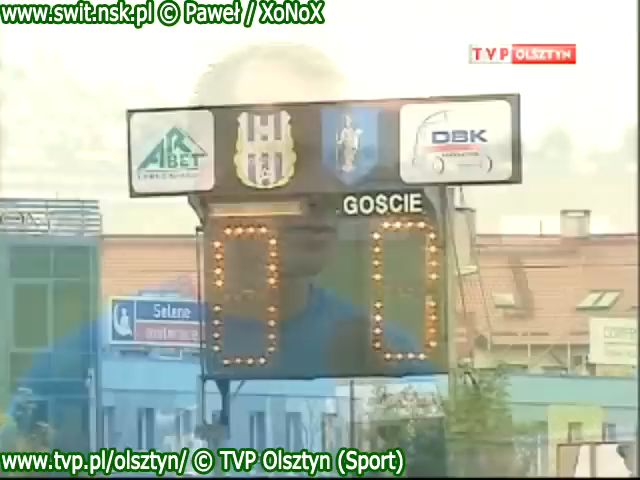 www.swit.nsk.pl © Paweł / XoNoX
TVP OLSZTYN
ARBET
DBK
GOŚCIE
0 0
Selene
www.tvp.pl/olsztyn/ © TVP Olsztyn (Sport)